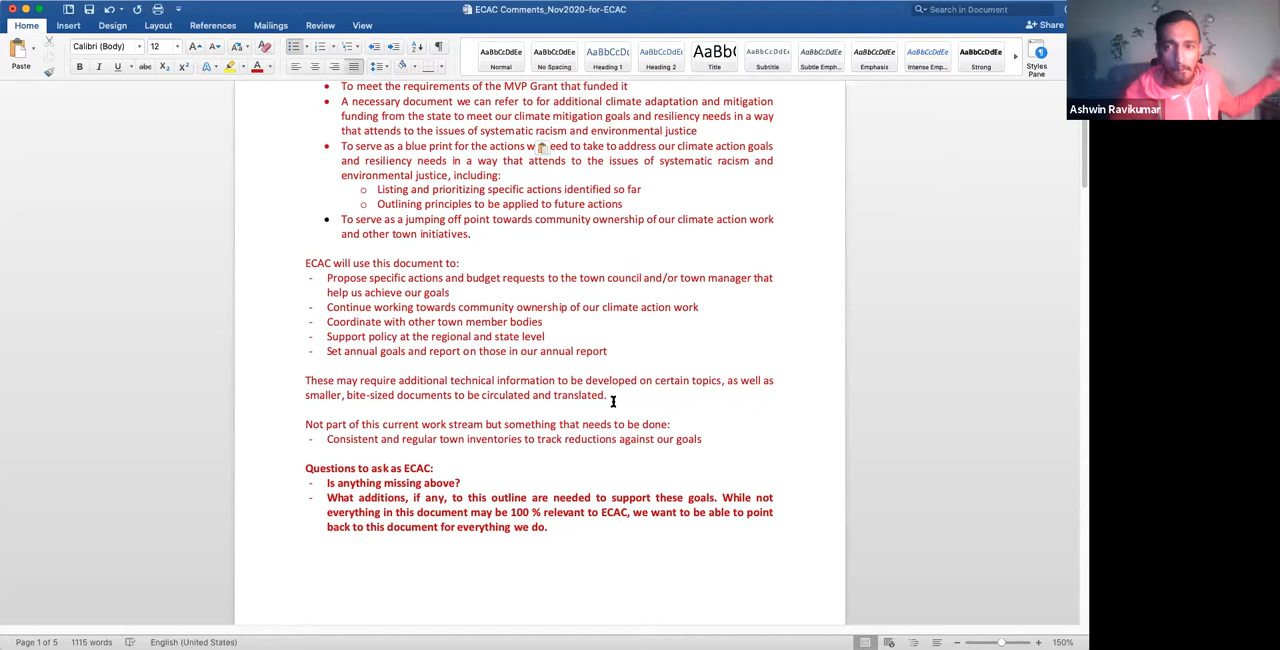 ECAC Comments_Nov2020-for-ECAC
Search in Document
Home Insert Design Layout References Mailings Review View
Share
Calibri (Body) 12
Paste
AaBbCcDdEe AaBbCcDdEe AaBbCcDc AaBbCcDdEe AaBb( AaBbCcDdEe AaBbCcDdEe AaBbCcDdEe AaBbCcDdEe AaBbCcDdEe
Normal No Spacing Heading 1 Heading 2 Title Subtitle Subtle Emph... Emphasis Intense Emp... Strong
Styles
Pane
Ashwin Ravikumar
• To meet the requirements of the MVP Grant that funded it
• A necessary document we can refer to for additional climate adaptation and mitigation
funding from the state to meet our climate mitigation goals and resiliency needs in a way
that attends to the issues of systematic racism and environmental justice
• To serve as a blue print for the actions w eed to take to address our climate action goals
and resiliency needs in a way that attends to the issues of systematic racism and
environmental justice, including:
o Listing and prioritizing specific actions identified so far
o Outlining principles to be applied to future actions
• To serve as a jumping off point towards community ownership of our climate action work
and other town initiatives.
ECAC will use this document to:
- Propose specific actions and budget requests to the town council and/or town manager that
help us achieve our goals
- Continue working towards community ownership of our climate action work
- Coordinate with other town member bodies
- Support policy at the regional and state level
- Set annual goals and report on those in our annual report
These may require additional technical information to be developed on certain topics, as well as
smaller, bite-sized documents to be circulated and translated.
Not part of this current work stream but something that needs to be done:
- Consistent and regular town inventories to track reductions against our goals
Questions to ask as ECAC:
- Is anything missing above?
- What additions, if any, to this outline are needed to support these goals. While not
everything in this document may be 100 % relevant to ECAC, we want to be able to point
back to this document for everything we do.
Page 1 of 5 1115 words English (United States) 150%